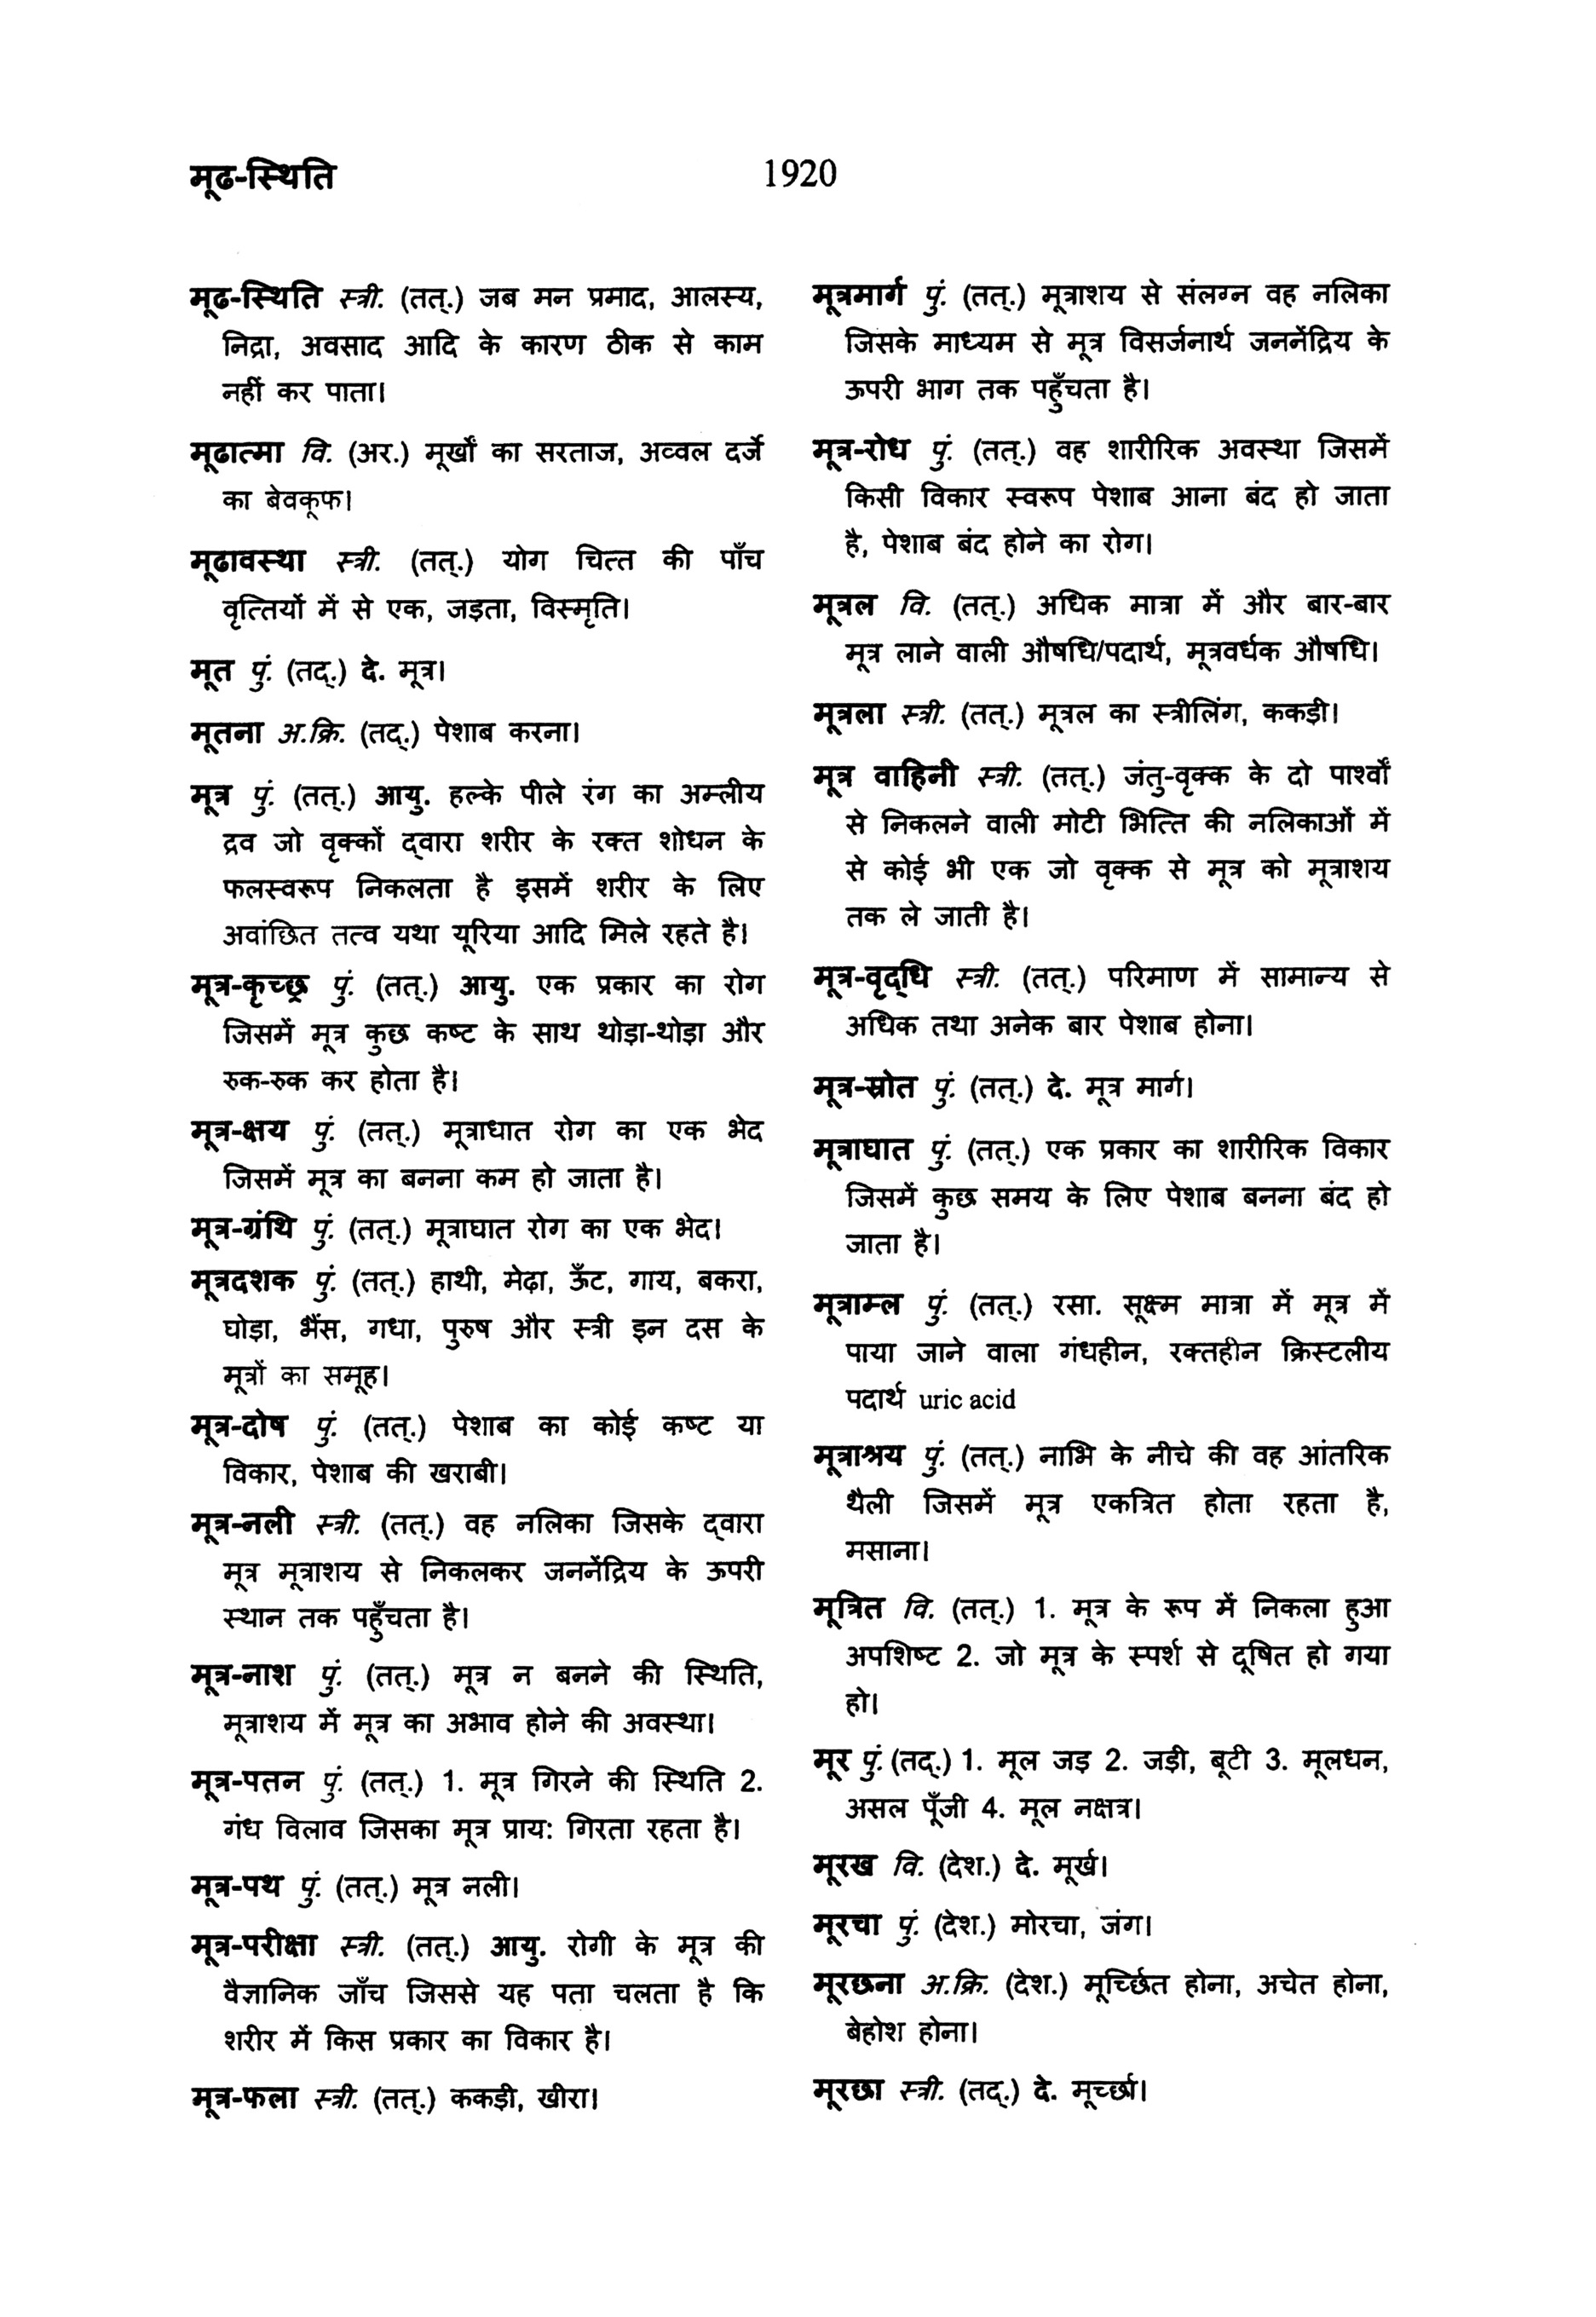 मूढ-स्थिति
1920
मूढ-स्थिति स्त्री. (तत्.) जब मन प्रमाद, आलस्य,
निद्रा, अवसाद आदि के कारण ठीक से काम
नहीं कर पाता।
मूढात्मा वि. (अर.) मूर्खों का सरताज, अव्वल दर्जे
का बेवकूफ।
मूढावस्था स्त्री. (तत्.) योग चित्त की पाँच
वृत्तियों में से एक, जड़ता, विस्मृति।
मूत पुं. (तद्.) दे. मूत्र।
मूतना अ.क्रि. (तद्.) पेशाब करना।
मूत्र पुं. (तत्.) आयु. हल्के पीले रंग का अम्लीय
द्रव जो वृक्कों द्वारा शरीर के रक्त शोधन के
फलस्वरूप निकलता है इसमें शरीर के लिए
अवांछित तत्व यथा यूरिया आदि मिले रहते है।
मूत्र-कृच्छ्र पुं. (तत्.) आयु. एक प्रकार का रोग
जिसमें मूत्र कुछ कष्ट के साथ थोड़ा-थोड़ा और
रुक-रुक कर होता है।
मूत्र-क्षय पुं. (तत्.) मूत्राधात रोग का एक भेद
जिसमें मूत्र का बनना कम हो जाता है।
मूत्र-ग्रंथि पुं. (तत्.) मूत्राघात रोग का एक भेद।
मूत्रदशक पुं. (तत्.) हाथी, मेढ़ा, ऊँट, गाय, बकरा,
घोड़ा, भैंस, गधा, पुरुष और स्त्री इन दस के
मूत्रों का समूह।
मूत्र-दोष पुं. (तत्.) पेशाब का कोई कष्ट या
विकार, पेशाब की खराबी।
मूत्र-नली स्त्री. (तत्.) वह नलिका जिसके द्वारा
मूत्र मूत्राशय से निकलकर जननेंद्रिय के ऊपरी
स्थान तक पहुँचता है।
मूत्र-नाश पुं. (तत्.) मूत्र न बनने की स्थिति,
मूत्राशय में मूत्र का अभाव होने की अवस्था।
मूत्र-पतन पुं. (तत्.) 1. मूत्र गिरने की स्थिति 2.
गंध विलाव जिसका मूत्र प्राय: गिरता रहता है।
मूत्र-पथ पुं. (तत्.) मूत्र नली।
मूत्र-परीक्षा स्त्री. (तत्.) आयु. रोगी के मूत्र की
वैज्ञानिक जाँच जिससे यह पता चलता है कि
शरीर में किस प्रकार का विकार है।
मूत्र-फला स्त्री. (तत्.) ककड़ी, खीरा।
मूत्रमार्ग पुं. (तत्.) मूत्राशय से संलग्न वह नलिका
जिसके माध्यम से मूत्र विसर्जनार्थ जननेंद्रिय के
ऊपरी भाग तक पहुँचता है।
मूत्र-रोध पुं. (तत्.) वह शारीरिक अवस्था जिसमें
किसी विकार स्वरूप पेशाब आना बंद हो जाता
है, पेशाब बंद होने का रोग।
मूत्रल वि. (तत्.) अधिक मात्रा में और बार-बार
मूत्र लाने वाली औषधि/पदार्थ, मूत्रवर्धक औषधि।
मूत्रला स्त्री. (तत्.) मूत्रल का स्त्रीलिंग, ककड़ी।
मूत्र वाहिनी स्त्री. (तत्.) जंतु-वृक्क के दो पार्श्वों
से निकलने वाली मोटी भित्ति की नलिकाओं में
से कोई भी एक जो वृक्क से मूत्र को मूत्राशय
तक ले जाती है।
मूत्र-वृद्धि स्त्री. (तत्.) परिमाण में सामान्य से
अधिक तथा अनेक बार पेशाब होना।
मूत्र-स्रोत पुं. (तत्.) दे. मूत्र मार्ग।
मूत्राघात पुं. (तत्.) एक प्रकार का शारीरिक विकार
जिसमें कुछ समय के लिए पेशाब बनना बंद हो
जाता है।
मूत्राम्ल पुं. (तत्.) रसा. सूक्ष्म मात्रा में मूत्र में
पाया जाने वाला गंधहीन, रक्तहीन क्रिस्टलीय
पदार्थ uric acid
मूत्राश्रय पुं. (तत्.) नाभि के नीचे की वह आंतरिक
थैली जिसमें मूत्र एकत्रित होता रहता है,
मसाना।
मूत्रित वि. (तत्.) 1. मूत्र के रूप में निकला हुआ
अपशिष्ट 2. जो मूत्र के स्पर्श से दूषित हो गया
हो।
मूर पुं. (तद्.) 1. मूल जड़ 2. जड़ी, बूटी 3. मूलधन,
असल पूँजी 4. मूल नक्षत्र।
मूरख वि. (देश.) दे. मूर्ख।
मूरचा पुं. (देश.) मोरचा, जंग।
मूरछना अ.क्रि. (देश.) मूर्च्छित होना, अचेत होना,
बेहोश होना।
मूरछा स्त्री. (तद्.) दे. मूर्च्छा।